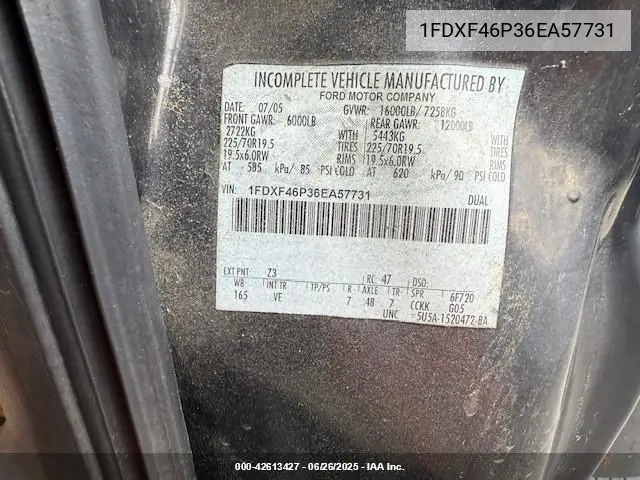 1FDXF46P36EA57731
INCOMPLETE VEHICLE MANUFACTURED BY
FORD MOTOR COMPANY
DATE: 07/05 GVWR: 16000LB/ 7258KG
FRONT GAWR: 6000LB REAR GAWR: 12000LB
2722KG WITH 5443KG WITH
225/70R19.5 TIRES 225/70R19.5 TIRES
19.5x6.0RW RIMS 19.5x6.0RW RIMS
AT 585 kPa/ 85 PSI COLD AT 620 kPa/ 90 PSI COLD
VIN: 1FDXF46P36EA57731 DUAL
EXT PNT: Z3 RC: 47 DSO:
WB INT TR TP/PS R AXLE TR SPR 6F720
165 VE 7 4B 7 CCKK G05
UNC 5U5A-1520472-BA
000-42613427 - 06/26/2025 - IAA Inc.